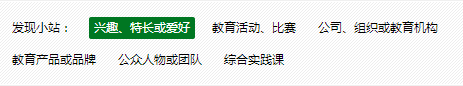 发现小站： 兴趣、特长或爱好 教育活动、比赛 公司、组织或教育机构
教育产品或品牌 公众人物或团队 综合实践课